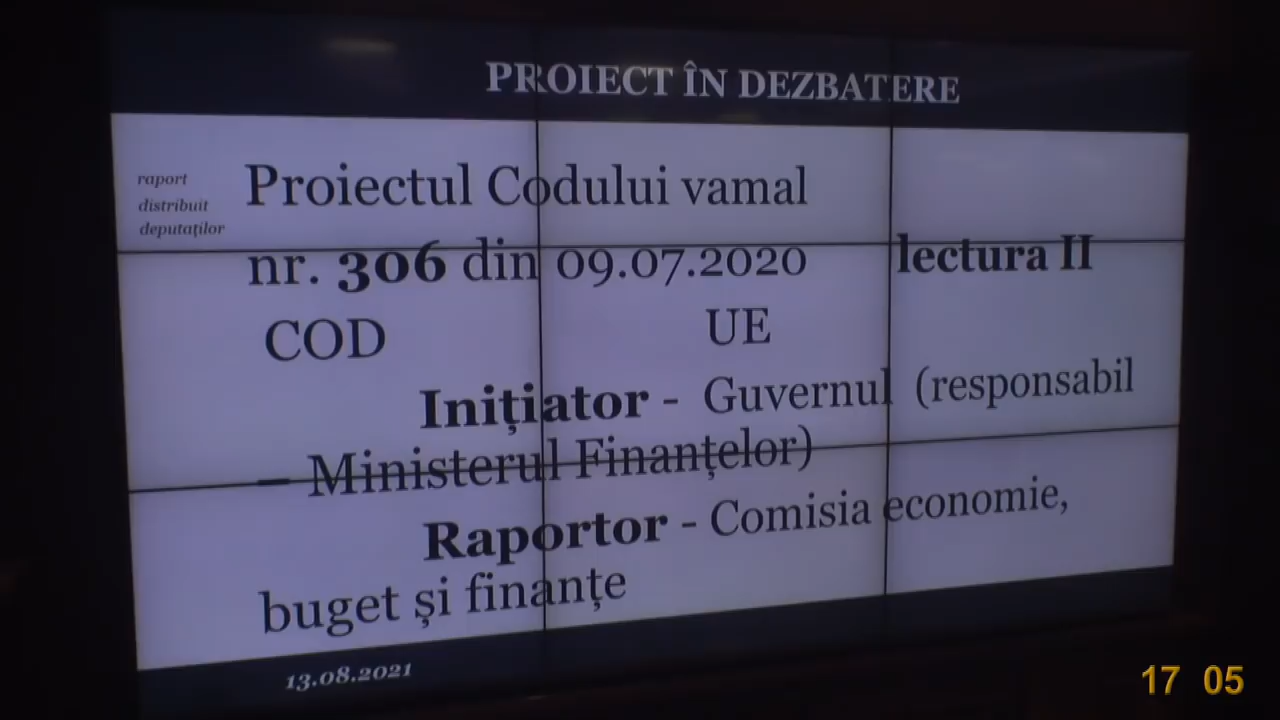 PROIECT ÎN DEZBATERE
raport
distribuit
deputaților
Proiectul Codului vamal
nr. 306 din 09.07.2020 lectura II
COD UE
Inițiator - Guvernul (responsabil
– Ministerul Finanțelor)
Raportor - Comisia economie,
buget și finanțe
13.08.2021
17 05